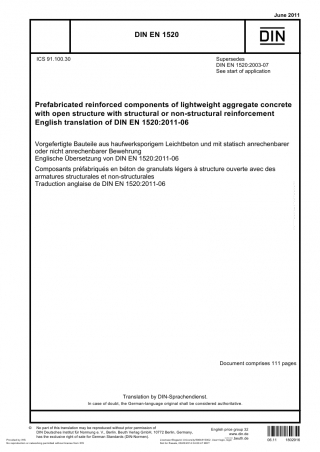 June 2011
DIN EN 1520
DIN
ICS 91.100.30
Supersedes
DIN EN 1520:2003-07
See start of application
Prefabricated reinforced components of lightweight aggregate concrete
with open structure with structural or non-structural reinforcement
English translation of DIN EN 1520:2011-06
Vorgefertigte Bauteile aus haufwerksporigem Leichtbeton und mit statisch anrechenbarer
oder nicht anrechenbarer Bewehrung
Englische Übersetzung von DIN EN 1520:2011-06
Composants préfabriqués en béton de granulats légers à structure ouverte avec des
armatures structurales et non-structurales
Traduction anglaise de DIN EN 1520:2011-06
Document comprises 111 pages
Translation by DIN-Sprachendienst.
In case of doubt, the German-language original shall be considered authoritative.
© No part of this translation may be reproduced without prior permission of
DIN Deutsches Institut für Normung e. V., Berlin. Beuth Verlag GmbH, 10772 Berlin, Germany,
has the exclusive right of sale for German Standards (DIN-Normen).
English price group 32
www.din.de
www.beuth.de